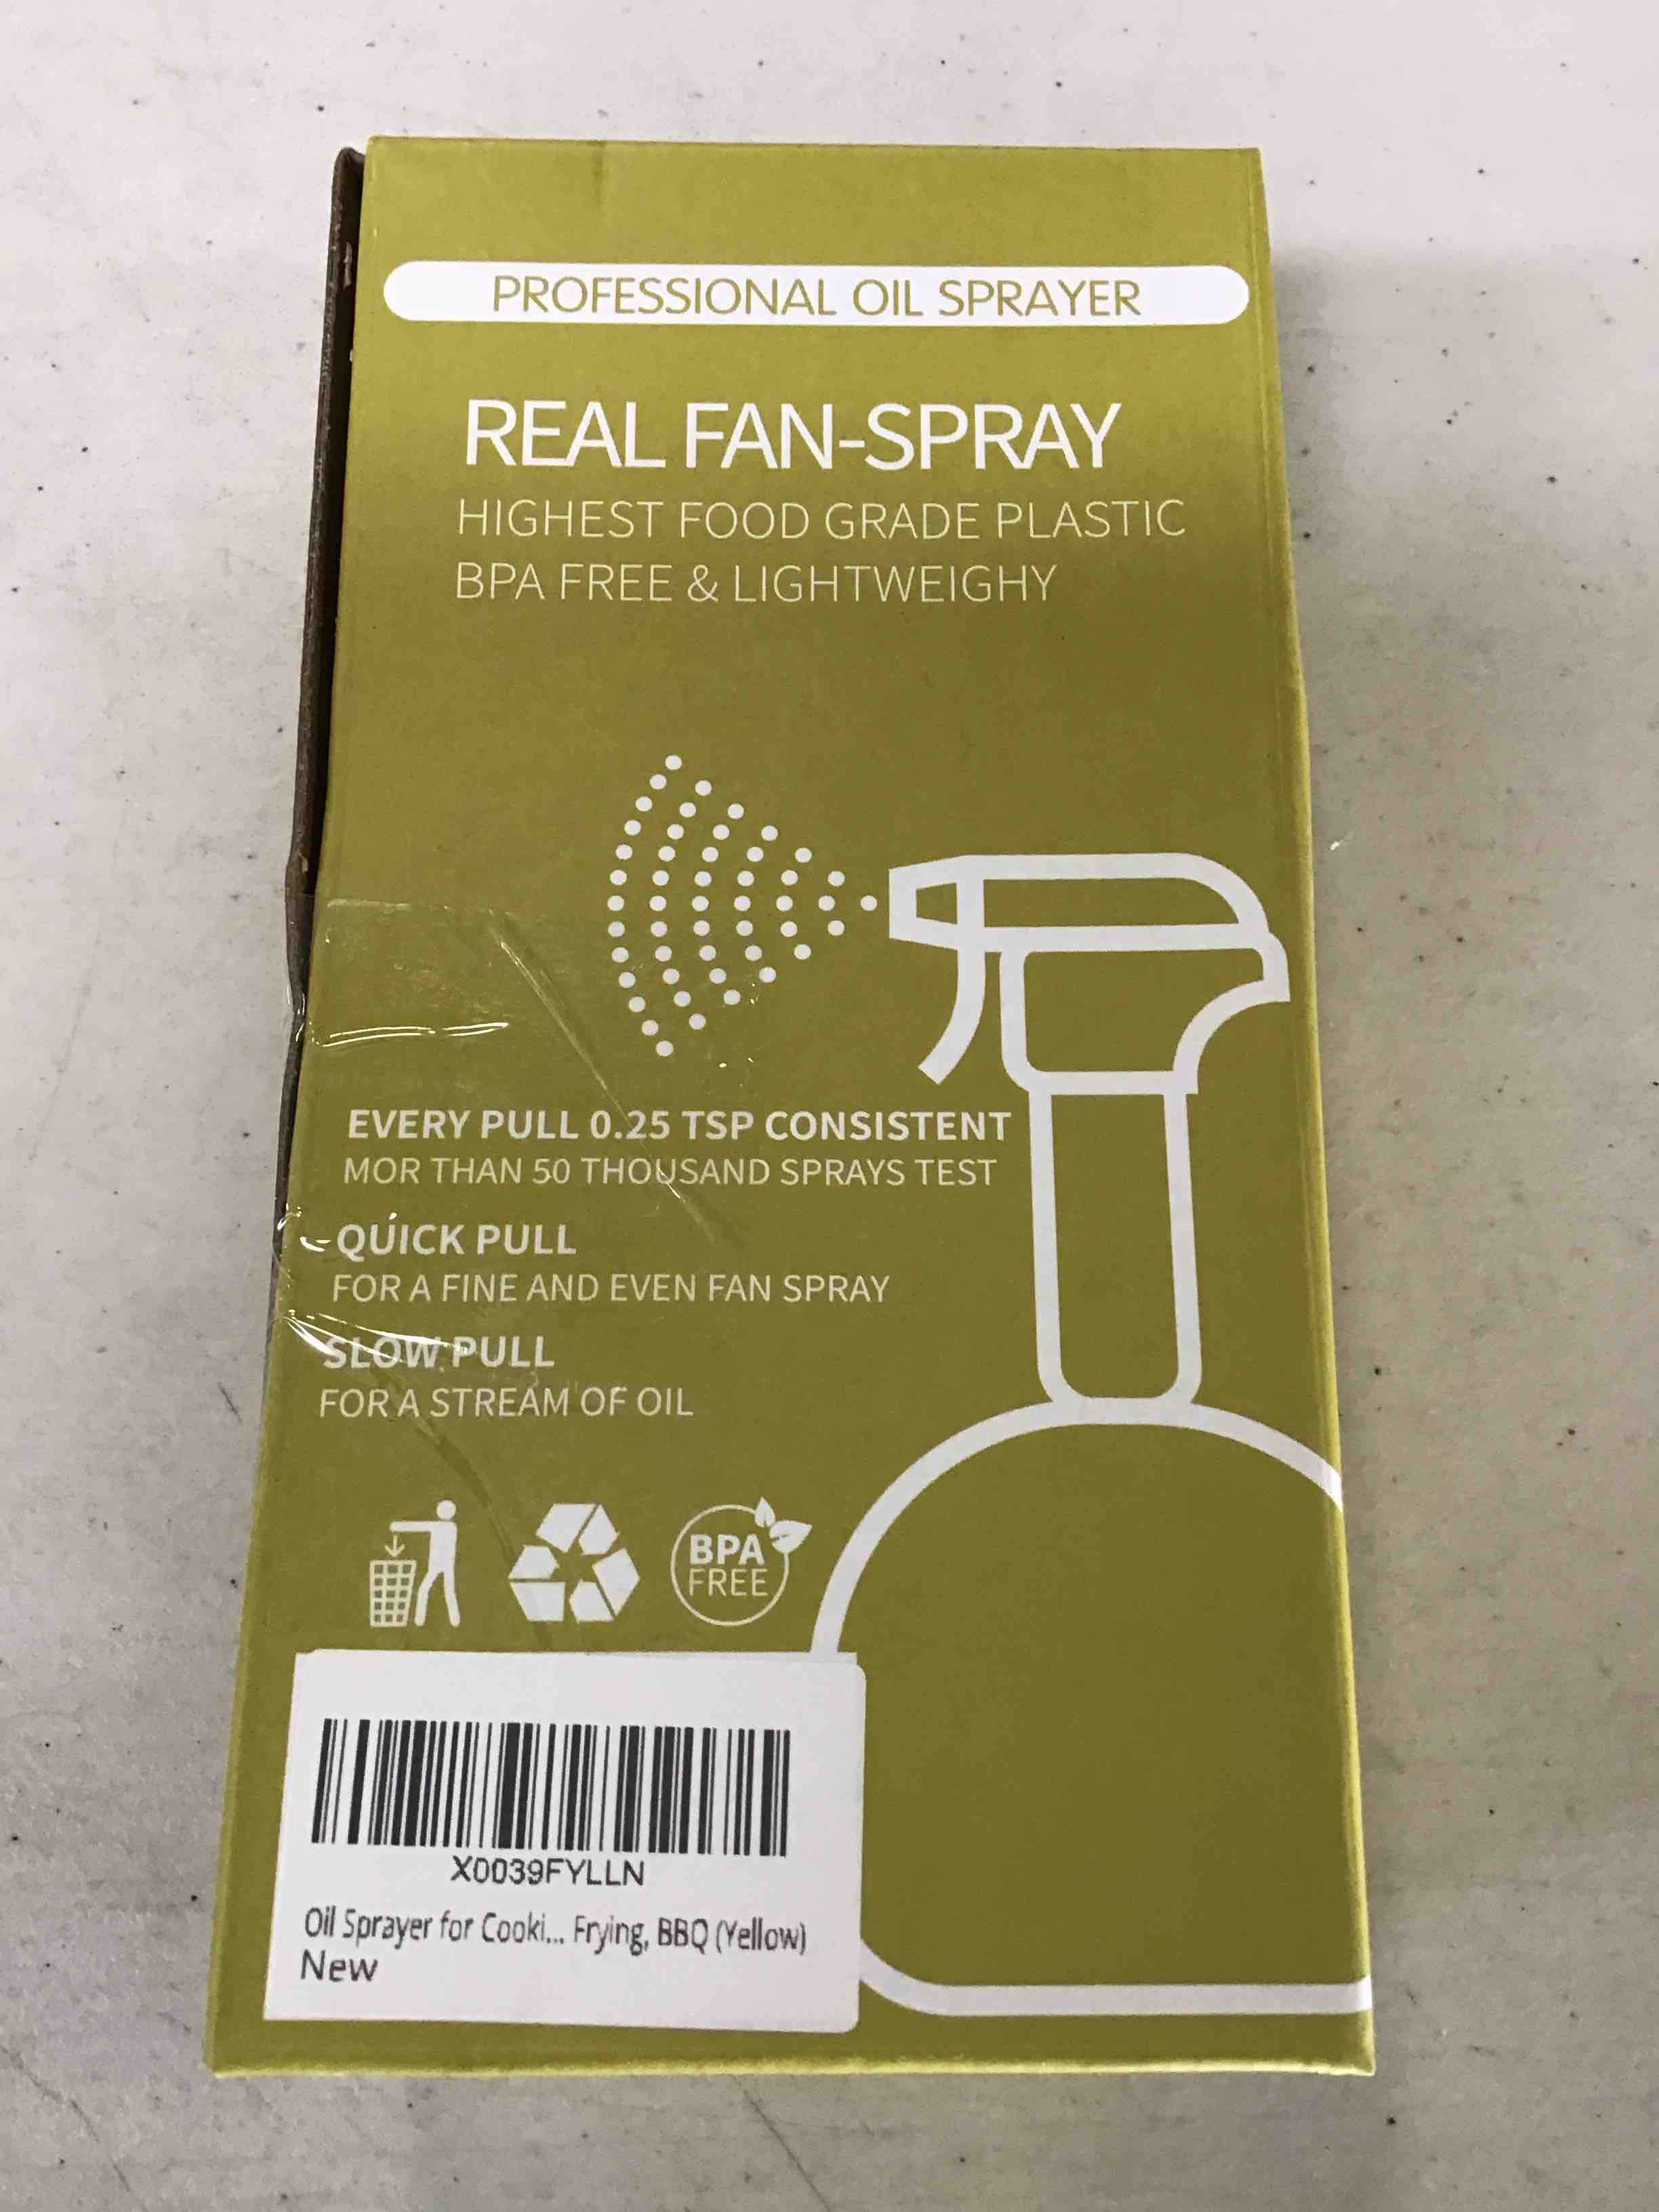 PROFESSIONAL OIL SPRAYER
REAL FAN-SPRAY
HIGHEST FOOD GRADE PLASTIC
BPA FREE & LIGHTWEIGHY
EVERY PULL 0.25 TSP CONSISTENT
MOR THAN 50 THOUSAND SPRAYS TEST
QUICK PULL
FOR A FINE AND EVEN FAN SPRAY
SLOW PULL
FOR A STREAM OF OIL
BPA
FREE
X0039FYLLN
Oil Sprayer for Cooki... Frying, BBQ (Yellow)
New